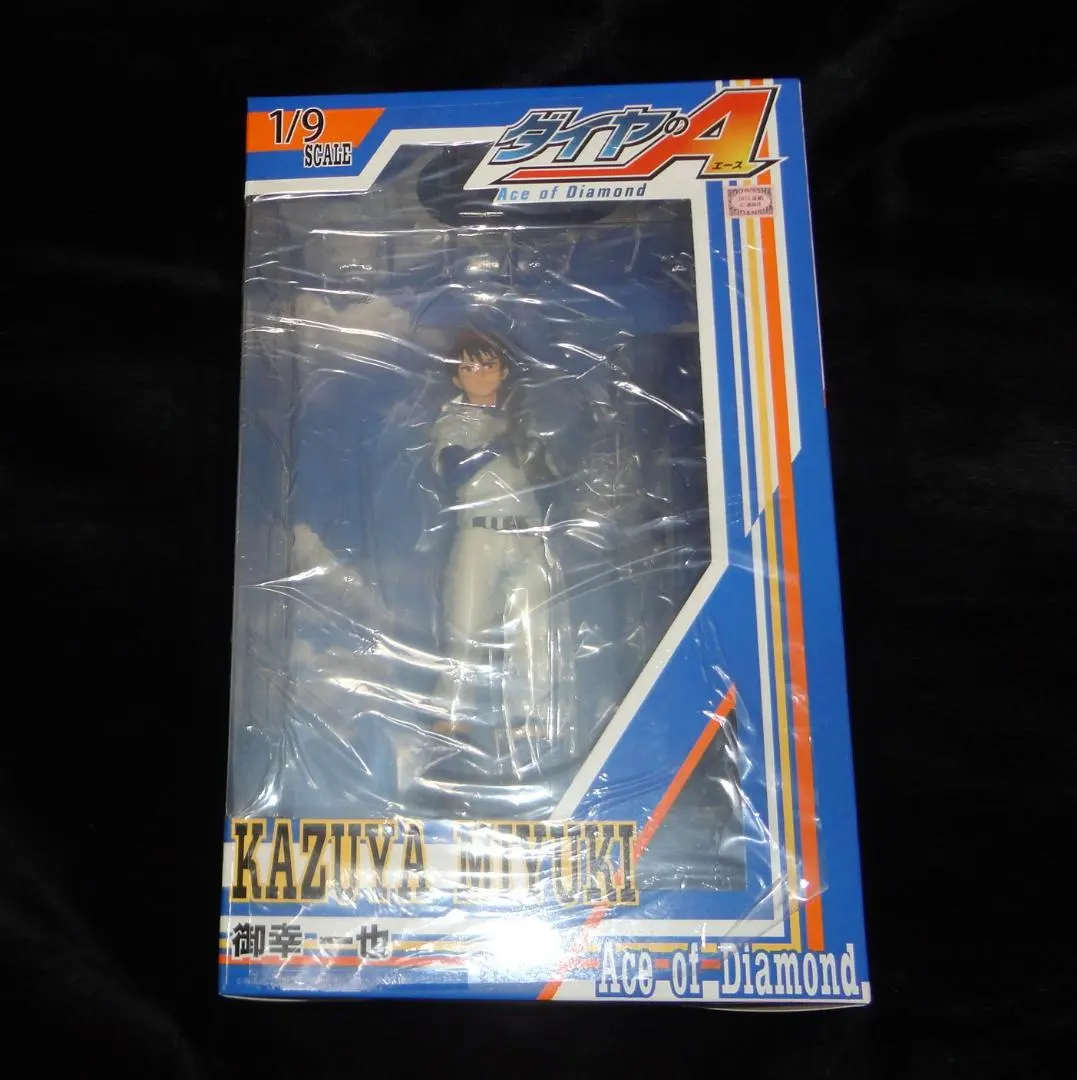 1/9
SCALE
ダイヤのA
エース
Ace of Diamond
KAZUYA MIYUKI
御幸 一也
Ace of Diamond